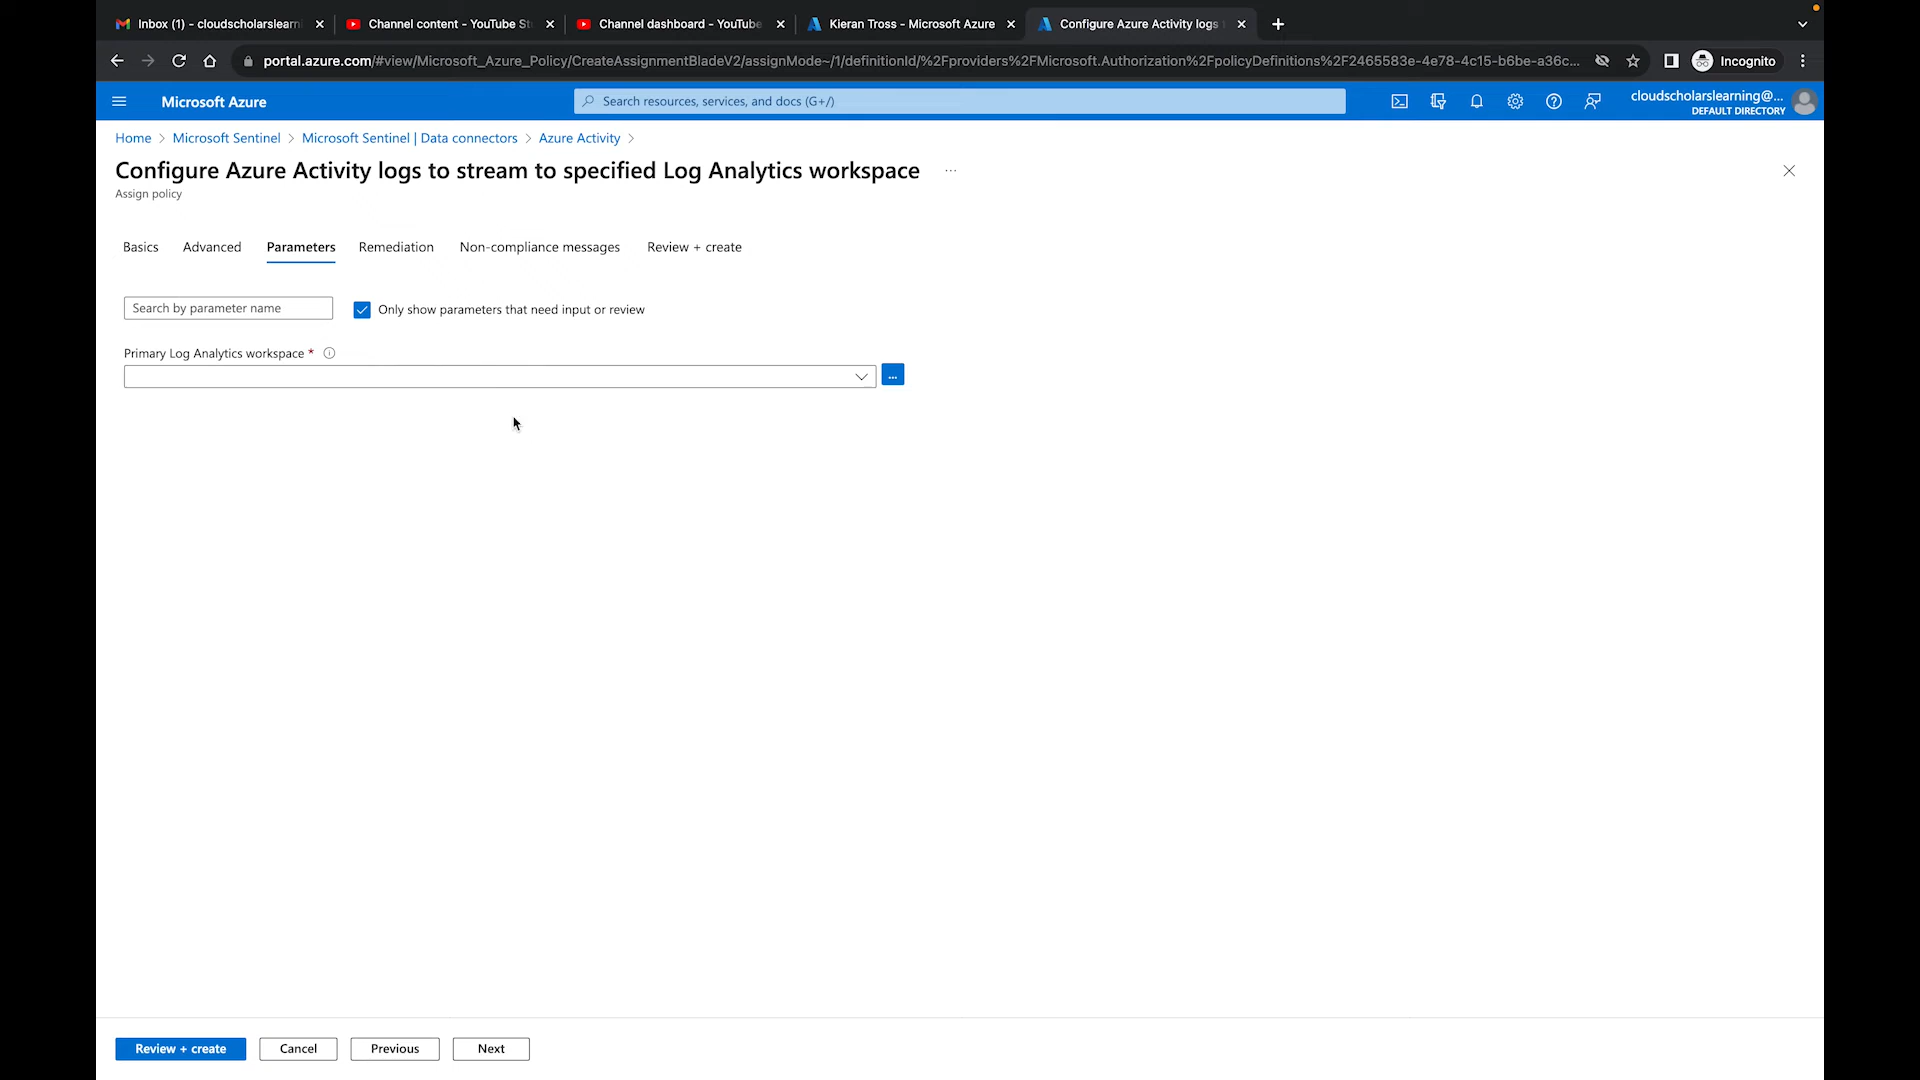 Inbox (1) - cloudscholarslearn
Channel content - YouTube St
Channel dashboard - YouTube
Kieran Tross - Microsoft Azure
Configure Azure Activity logs
portal.azure.com/#view/Microsoft_Azure_Policy/CreateAssignmentBladeV2/assignMode~/1/definitionId/%2Fproviders%2FMicrosoft.Authorization%2FpolicyDefinitions%2F2465583e-4e78-4c15-b6be-a36c...
Incognito
Microsoft Azure
Search resources, services, and docs (G+/)
cloudscholarslearning@...
DEFAULT DIRECTORY
Home > Microsoft Sentinel > Microsoft Sentinel | Data connectors > Azure Activity >
Configure Azure Activity logs to stream to specified Log Analytics workspace ...
Assign policy
Basics Advanced Parameters Remediation Non-compliance messages Review + create
Search by parameter name
Only show parameters that need input or review
Primary Log Analytics workspace *
...
Review + create Cancel Previous Next